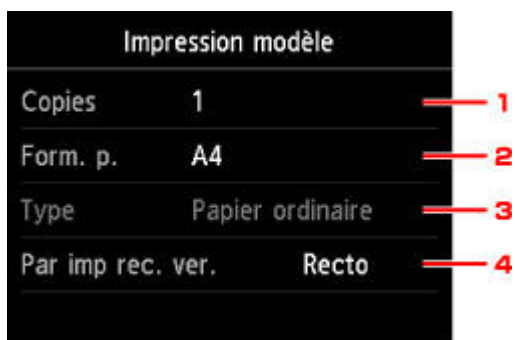 Impression modèle
Copies 1 1
Form. p. A4 2
Type Papier ordinaire 3
Par imp rec. ver. Recto 4